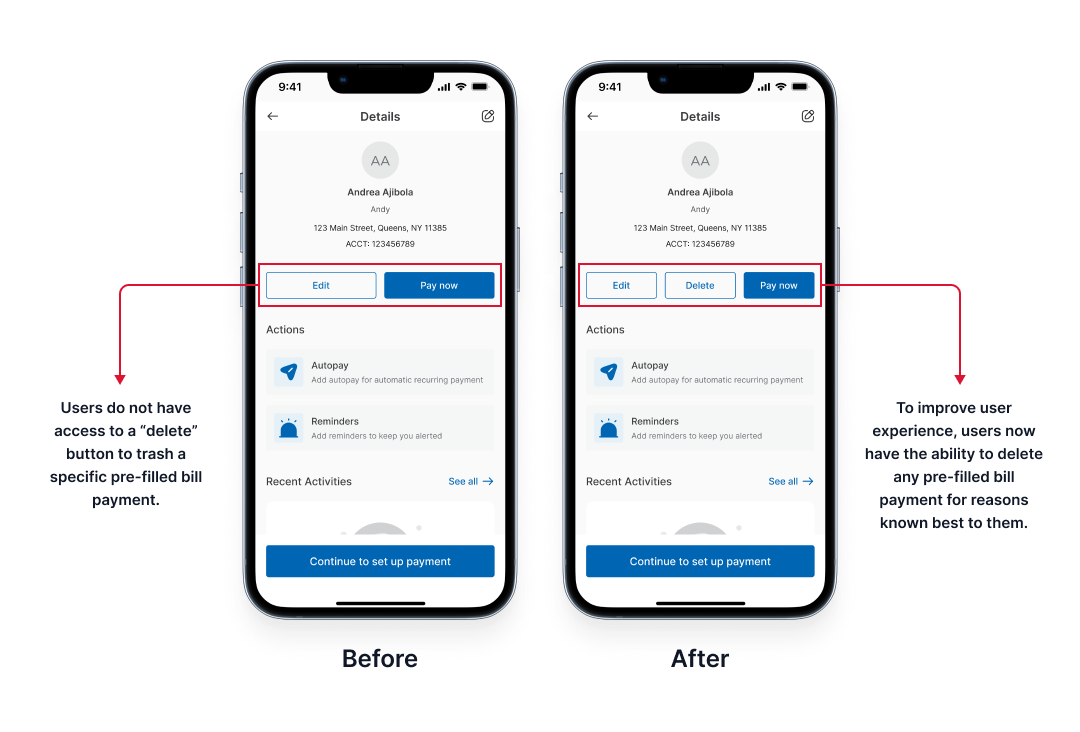 9:41
Details
AA
Andrea Ajibola
Andy
123 Main Street, Queens, NY 11385
ACCT: 123456789
Edit
Pay now
Actions
Autopay
Add autopay for automatic recurring payment
Reminders
Add reminders to keep you alerted
Recent Activities
See all
Continue to set up payment
Users do not have
access to a “delete”
button to trash a
specific pre-filled bill
payment.
Before
9:41
Details
AA
Andrea Ajibola
Andy
123 Main Street, Queens, NY 11385
ACCT: 123456789
Edit
Delete
Pay now
Actions
Autopay
Add autopay for automatic recurring payment
Reminders
Add reminders to keep you alerted
Recent Activities
See all
Continue to set up payment
To improve user
experience, users now
have the ability to delete
any pre-filled bill
payment for reasons
known best to them.
After